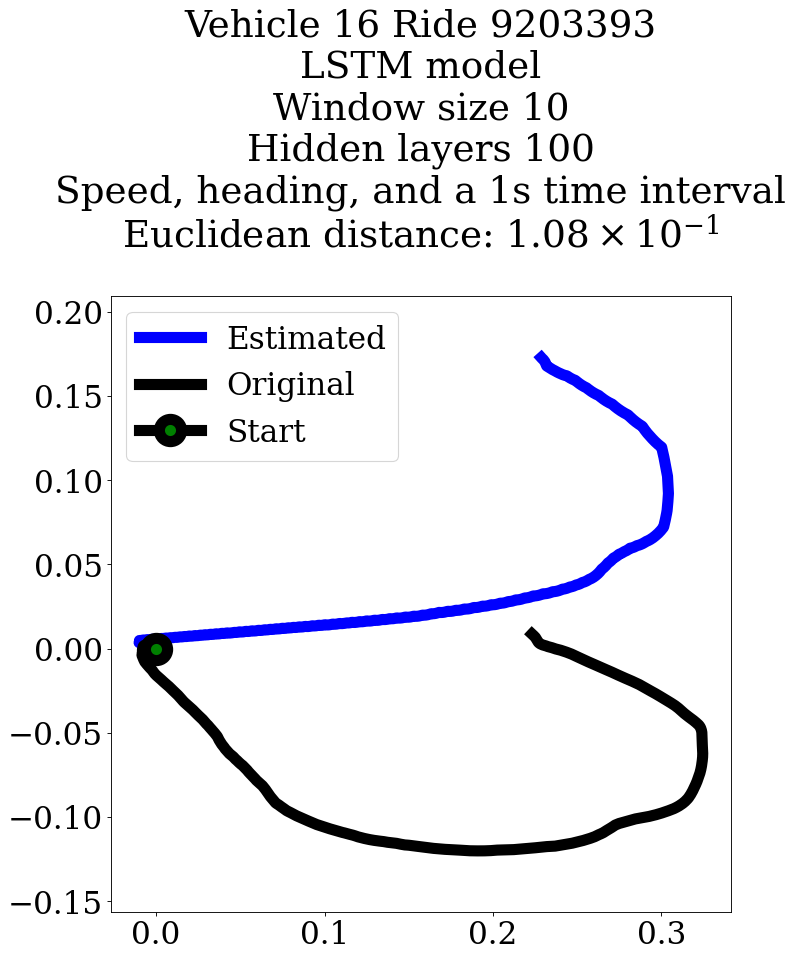 Vehicle 16 Ride 9203393
LSTM model
Window size 10
Hidden layers 100
Speed, heading, and a 1s time interval
Euclidean distance: 1.08 × 10⁻¹
Estimated
Original
Start
0.20
0.15
0.10
0.05
0.00
−0.05
−0.10
−0.15
0.0 0.1 0.2 0.3